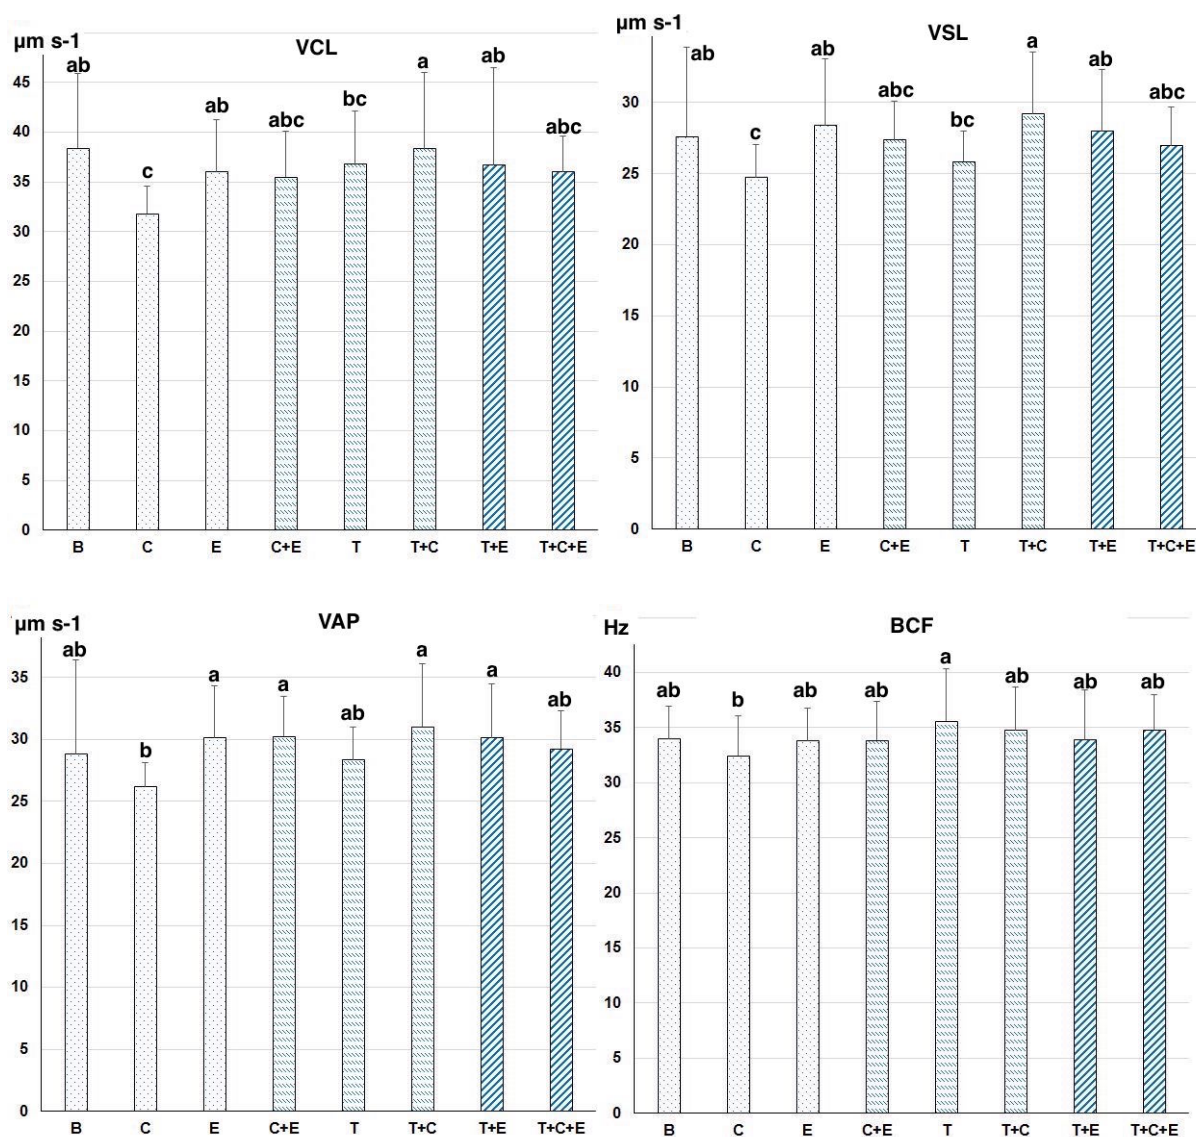 VCL
µm s-1
ab ab abc bc a ab abc
c
45
40
35
30
25
20
15
10
5
0
B C E C+E T T+C T+E T+C+E
VSL
µm s-1
ab ab abc bc a ab abc
c
30
25
20
15
10
5
0
B C E C+E T T+C T+E T+C+E
VAP
µm s-1
ab a a ab a a ab
b
35
30
25
20
15
10
5
0
B C E C+E T T+C T+E T+C+E
BCF
Hz
ab b ab ab a ab ab ab
40
35
30
25
20
15
10
5
0
B C E C+E T T+C T+E T+C+E